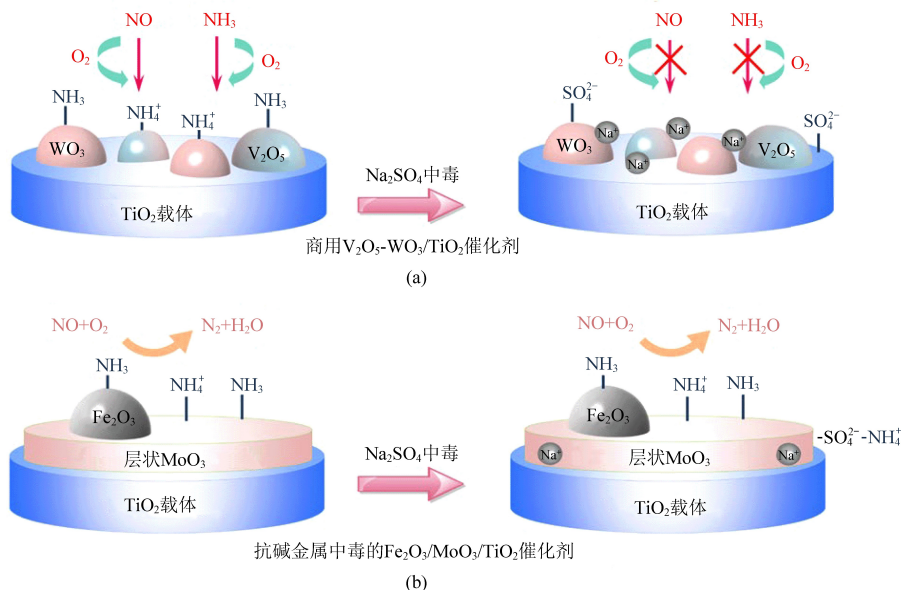 NO
NH₃
O₂
O₂
NH₃
NH₄⁺
NH₄⁺
NH₃
WO₃
V₂O₅
TiO₂载体
Na₂SO₄中毒
NO
NH₃
O₂
O₂
SO₄²⁻
SO₄²⁻
WO₃
Na⁺
Na⁺
Na⁺
Na⁺
V₂O₅
TiO₂载体
商用V₂O₅-WO₃/TiO₂催化剂
(a)
NO+O₂
N₂+H₂O
NH₃
NH₄⁺
NH₃
Fe₂O₃
层状MoO₃
TiO₂载体
Na₂SO₄中毒
NO+O₂
N₂+H₂O
NH₃
NH₄⁺
NH₃
Fe₂O₃
-SO₄²⁻-NH₄⁺
Na⁺
层状MoO₃
Na⁺
TiO₂载体
抗碱金属中毒的Fe₂O₃/MoO₃/TiO₂催化剂
(b)